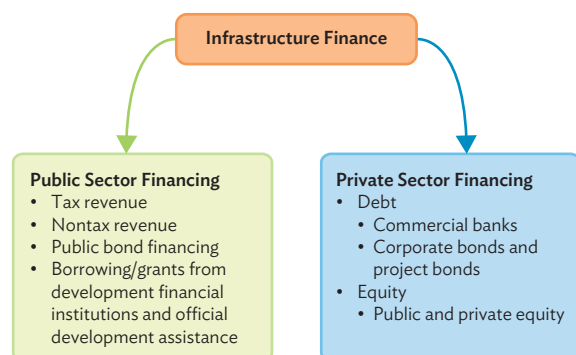 Infrastructure Finance
Public Sector Financing
• Tax revenue
• Nontax revenue
• Public bond financing
• Borrowing/grants from
development financial
institutions and official
development assistance
Private Sector Financing
• Debt
• Commercial banks
• Corporate bonds and
project bonds
• Equity
• Public and private equity